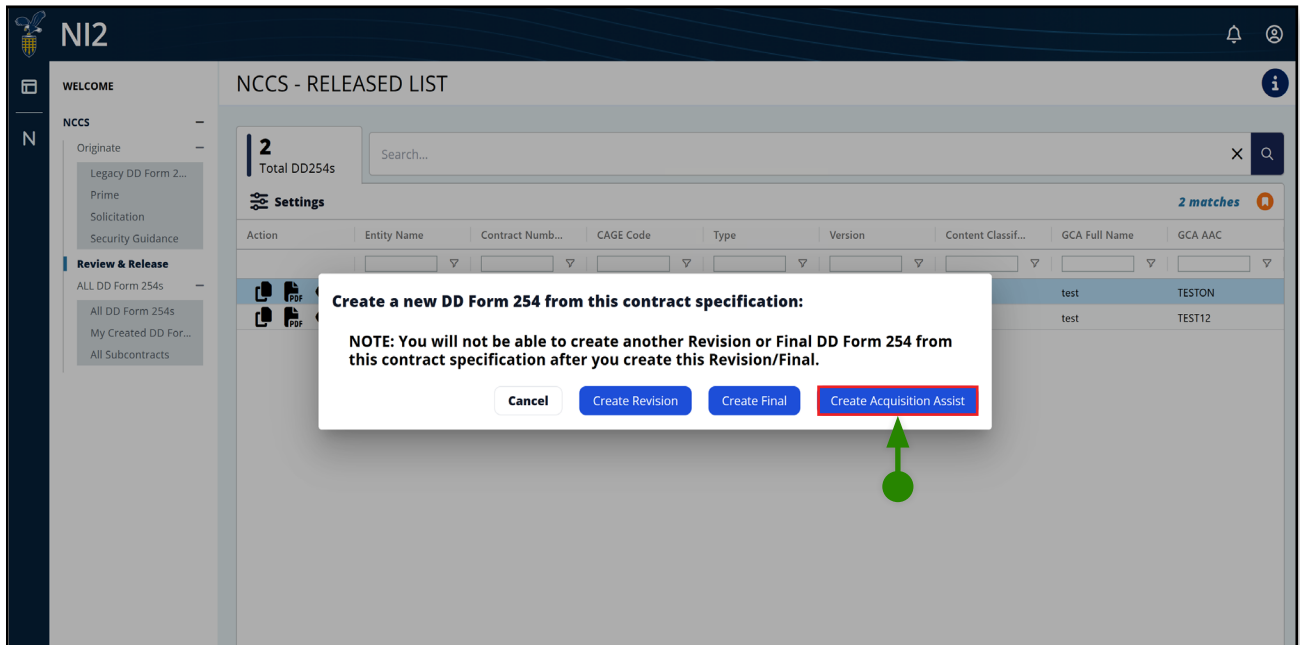 NI2
WELCOME
NCCS - RELEASED LIST
NCCS
N
Originate
2
Total DD254s
Search...
Legacy DD Form 2...
Prime
Settings
2 matches
Solicitation
Security Guidance
Action Entity Name Contract Numb... CAGE Code Type Version Content Classif... GCA Full Name GCA AAC
Review & Release
ALL DD Form 254s
PDF test TESTON
All DD Form 254s
PDF test TEST12
My Created DD For...
All Subcontracts
Create a new DD Form 254 from this contract specification:
NOTE: You will not be able to create another Revision or Final DD Form 254 from
this contract specification after you create this Revision/Final.
Cancel Create Revision Create Final Create Acquisition Assist